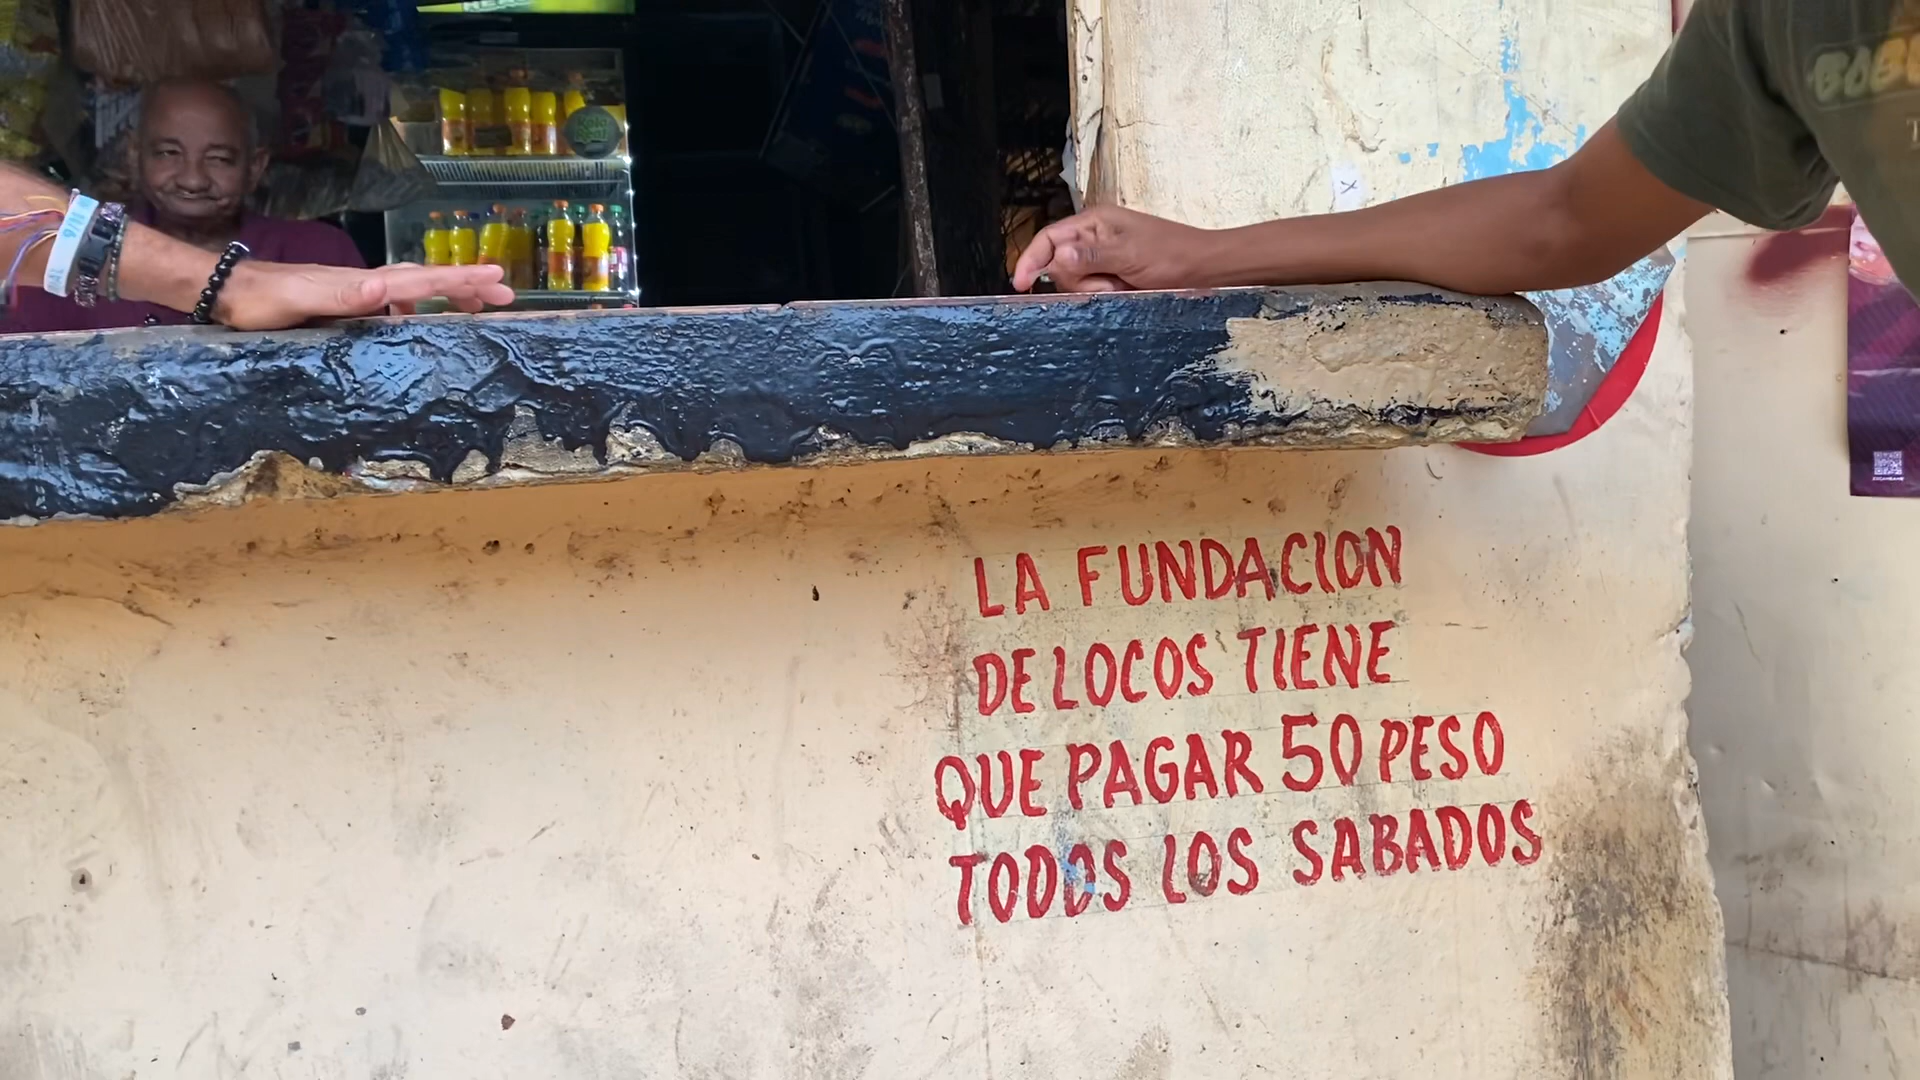 LA FUNDACION
DE LOCOS TIENE
QUE PAGAR 50 PESO
TODOS LOS SABADOS